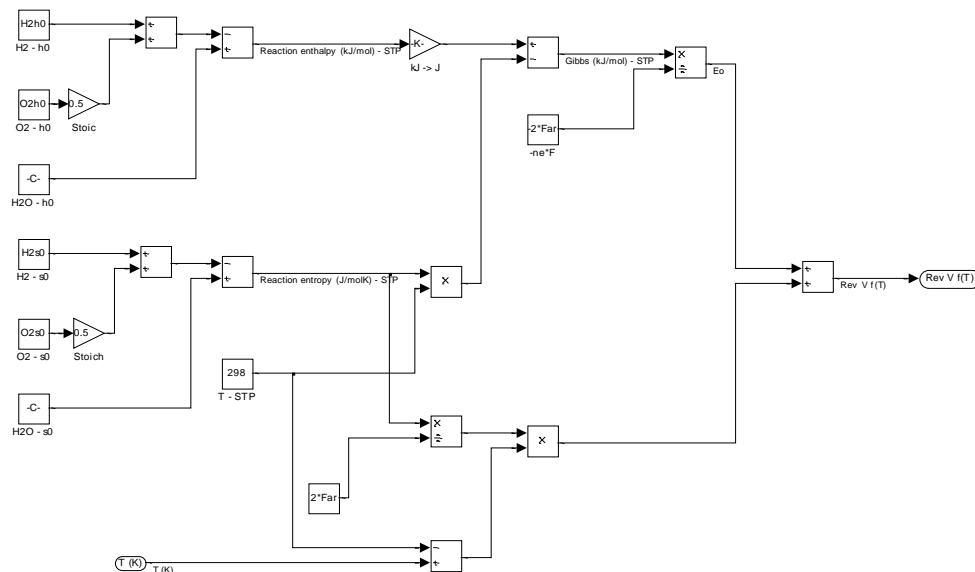 H2h0
H2 - h0
O2h0
O2 - h0
0.5
Stoic
-C-
H2O - h0
Reaction enthalpy (kJ/mol) - STP
-K-
kJ -> J
Gibbs (kJ/mol) - STP
Eo
-2*Far
-ne*F
H2s0
H2 - s0
O2s0
O2 - s0
0.5
Stoich
-C-
H2O - s0
Reaction entropy (J/molK) - STP
298
T - STP
2*Far
T (K)
T (K)
Rev V f(T)
Rev V f(T)